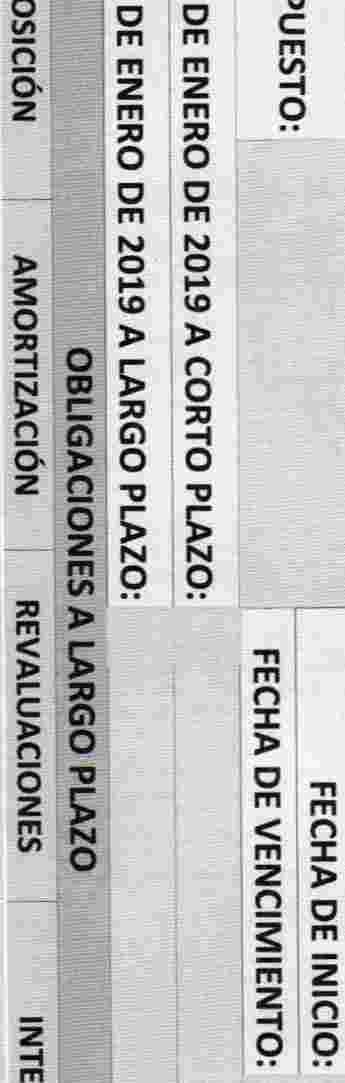 FECHA DE INICIO:
PUESTO:
FECHA DE VENCIMIENTO:
DE ENERO DE 2019 A CORTO PLAZO:
DE ENERO DE 2019 A LARGO PLAZO:
OBLIGACIONES A LARGO PLAZO
OSICIÓN AMORTIZACIÓN REVALUACIONES INTE